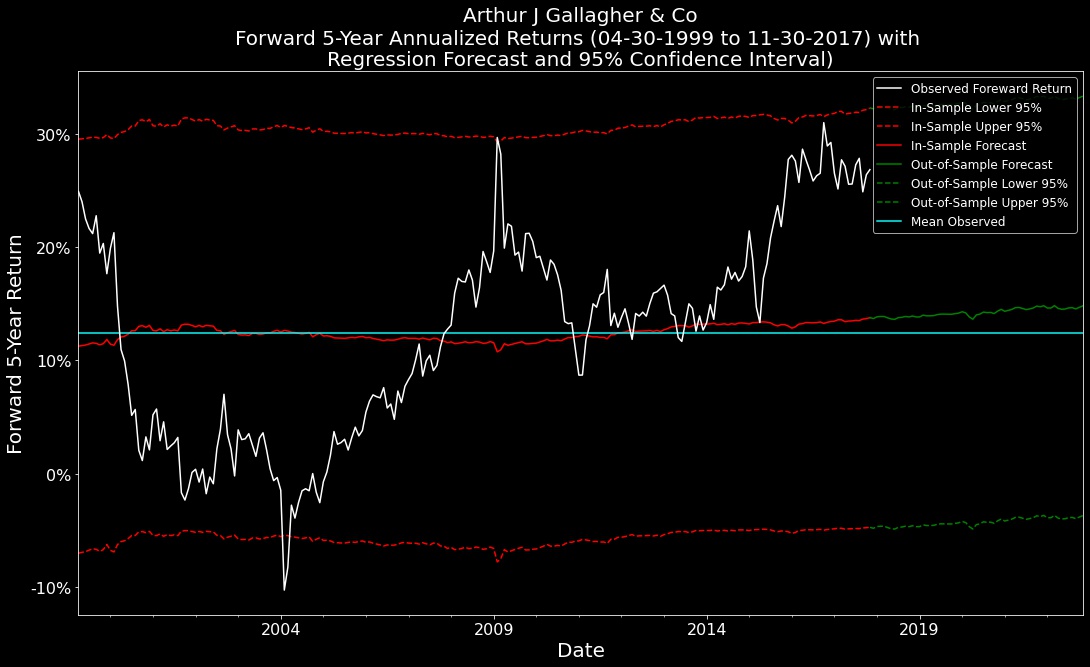 Arthur J Gallagher & Co
Forward 5-Year Annualized Returns (04-30-1999 to 11-30-2017) with
Regression Forecast and 95% Confidence Interval)
Observed Foreward Return
In-Sample Lower 95%
In-Sample Upper 95%
In-Sample Forecast
Out-of-Sample Forecast
Out-of-Sample Lower 95%
Out-of-Sample Upper 95%
Mean Observed
Forward 5-Year Return
30%
20%
10%
0%
-10%
2004
2009
2014
2019
Date